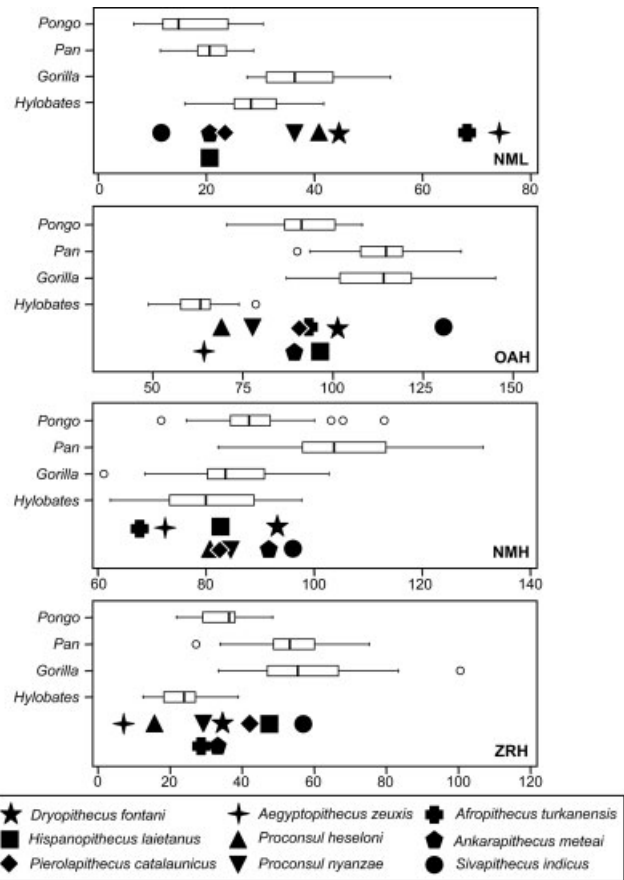 Pongo
Pan
Gorilla
Hylobates
NML
0 20 40 60 80
Pongo
Pan
Gorilla
Hylobates
OAH
50 75 100 125 150
Pongo
Pan
Gorilla
Hylobates
NMH
60 80 100 120 140
Pongo
Pan
Gorilla
Hylobates
ZRH
0 20 40 60 80 100 120
Dryopithecus fontani Aegyptopithecus zeuxis Afropithecus turkanensis
Hispanopithecus laietanus Proconsul heseloni Ankarapithecus meteai
Pierolapithecus catalaunicus Proconsul nyanzae Sivapithecus indicus